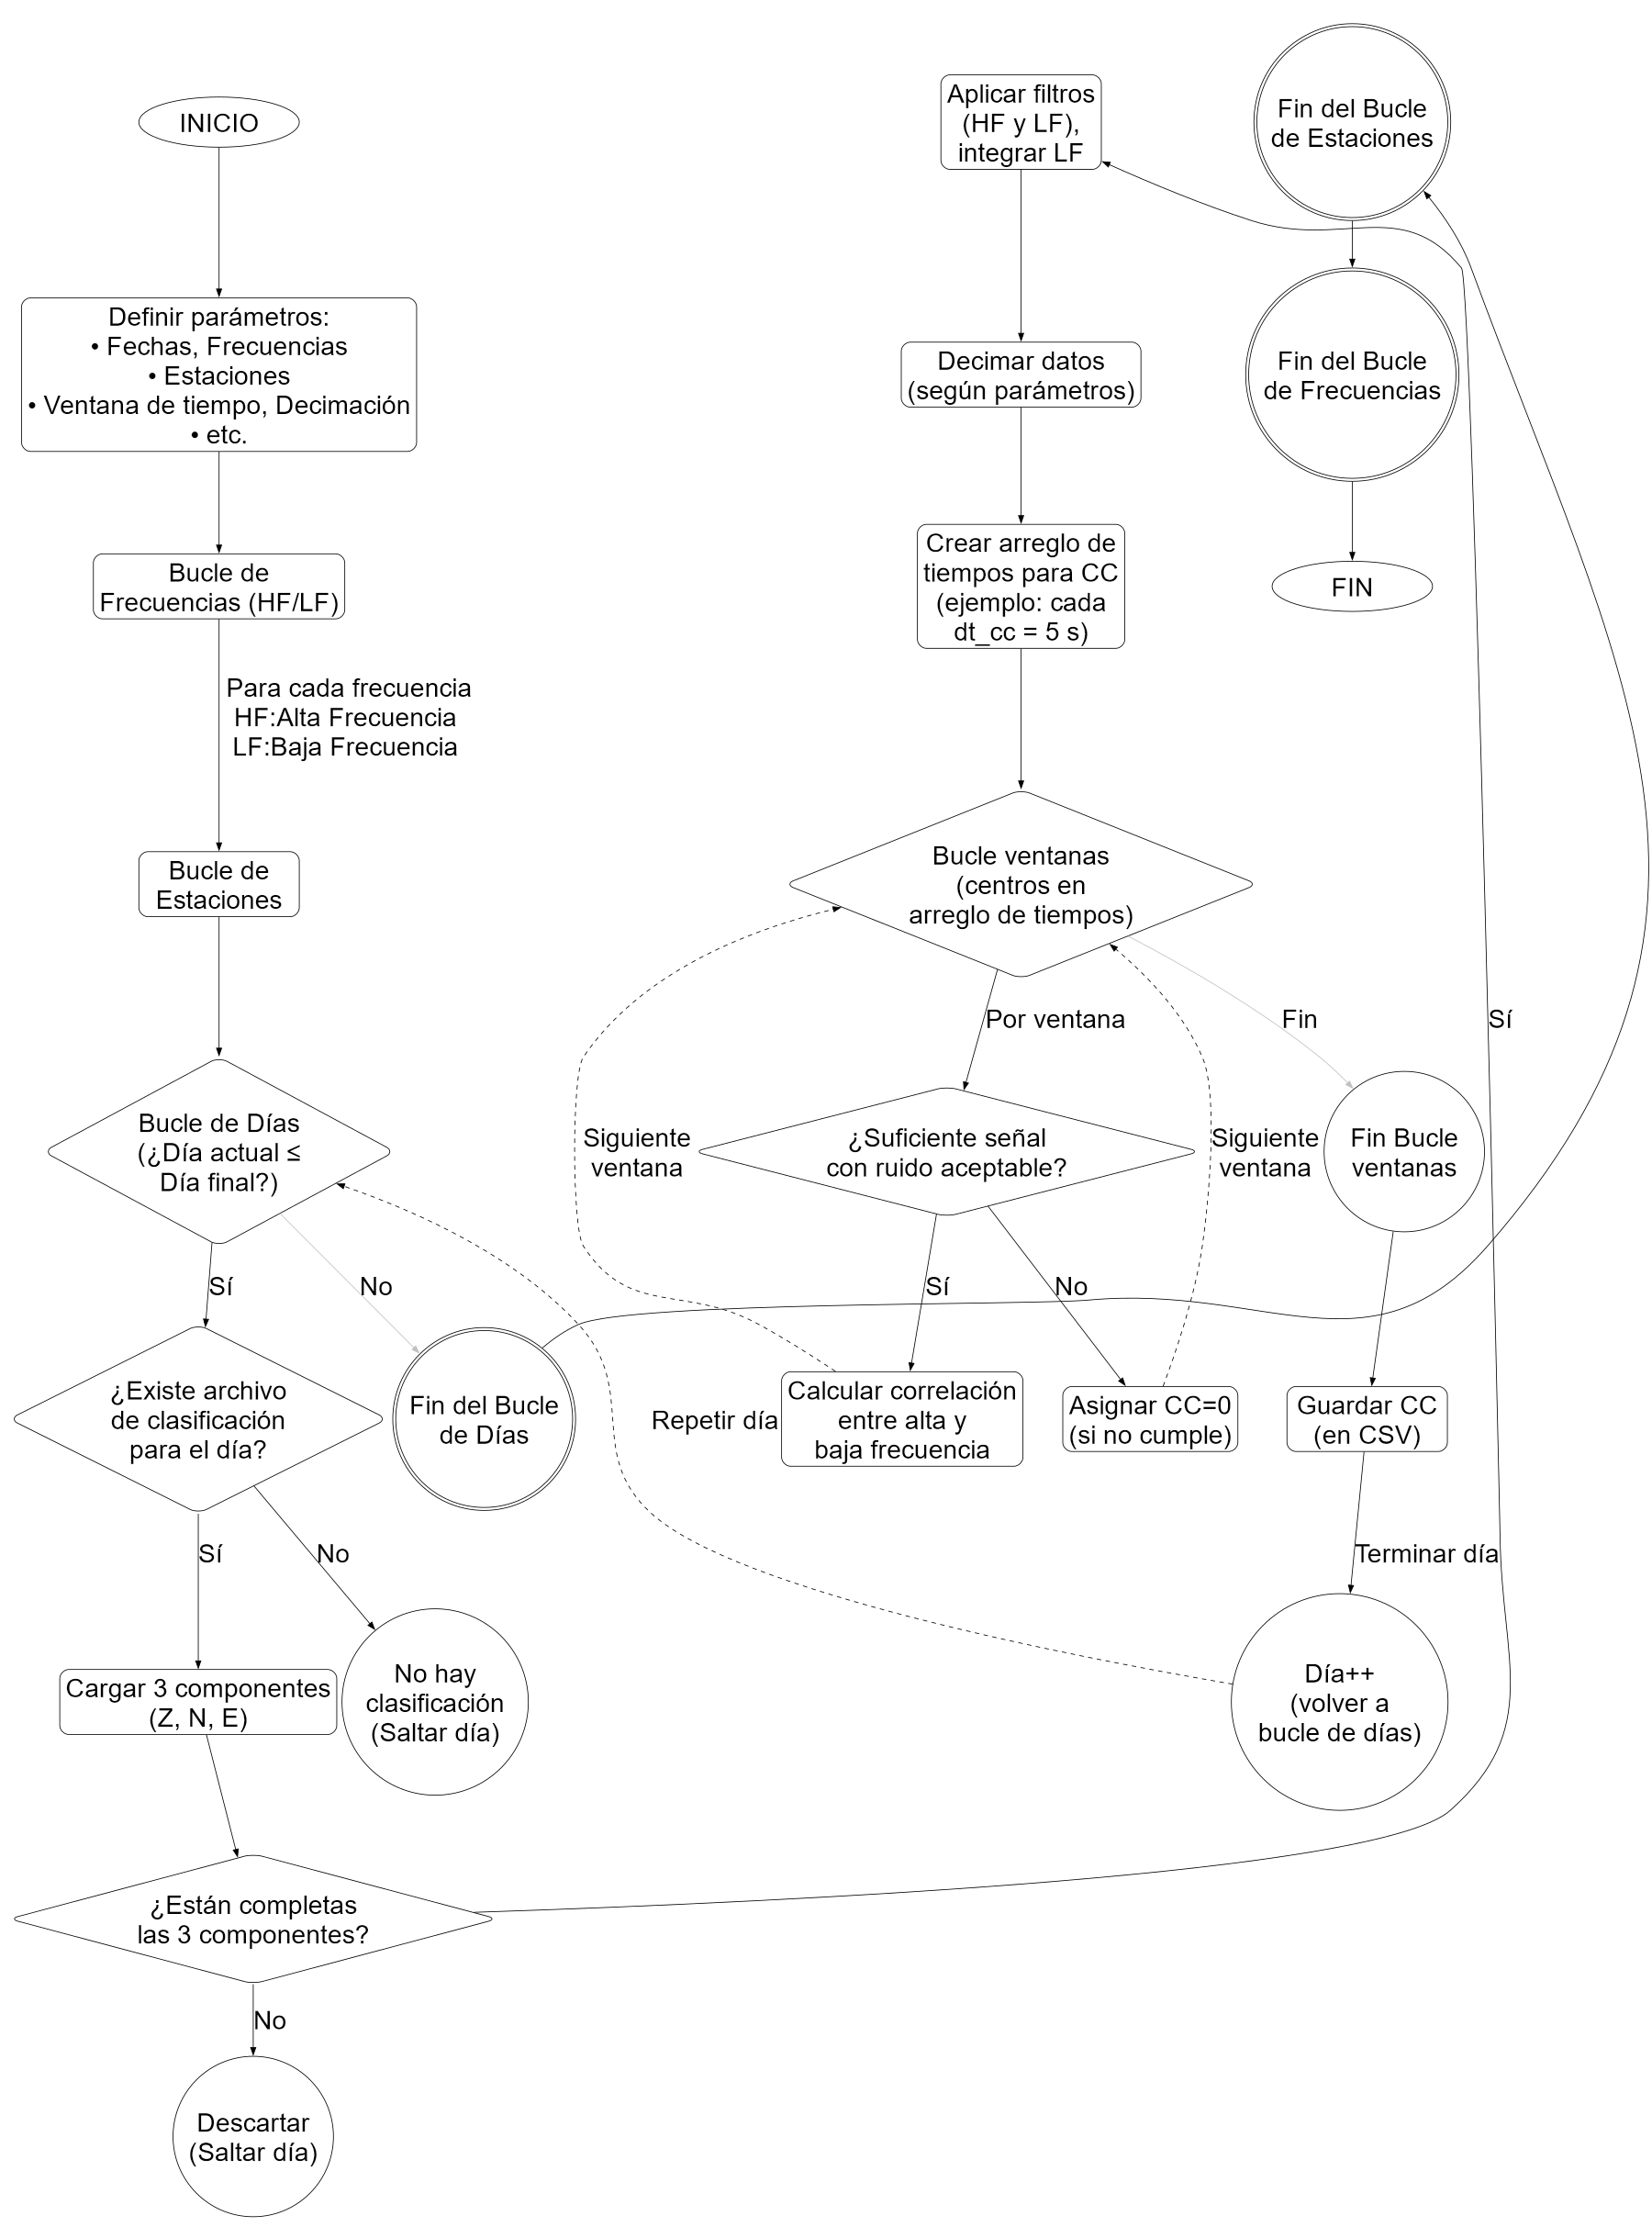 INICIO
Definir parámetros:
• Fechas, Frecuencias
• Estaciones
• Ventana de tiempo, Decimación
• etc.
Bucle de
Frecuencias (HF/LF)
Para cada frecuencia
HF:Alta Frecuencia
LF:Baja Frecuencia
Bucle de
Estaciones
Bucle de Días
(¿Día actual ≤
Día final?)
Sí
No
¿Existe archivo
de clasificación
para el día?
Fin del Bucle
de Días
Sí
No
Cargar 3 componentes
(Z, N, E)
No hay
clasificación
(Saltar día)
¿Están completas
las 3 componentes?
No
Descartar
(Saltar día)
Sí
Aplicar filtros
(HF y LF),
integrar LF
Decimar datos
(según parámetros)
Crear arreglo de
tiempos para CC
(ejemplo: cada
dt_cc = 5 s)
Bucle ventanas
(centros en
arreglo de tiempos)
Por ventana
Fin
Siguiente
ventana
¿Suficiente señal
con ruido aceptable?
Siguiente
ventana
Fin Bucle
ventanas
Sí
No
Repetir día
Calcular correlación
entre alta y
baja frecuencia
Asignar CC=0
(si no cumple)
Guardar CC
(en CSV)
Terminar día
Día++
(volver a
bucle de días)
Fin del Bucle
de Estaciones
Fin del Bucle
de Frecuencias
FIN